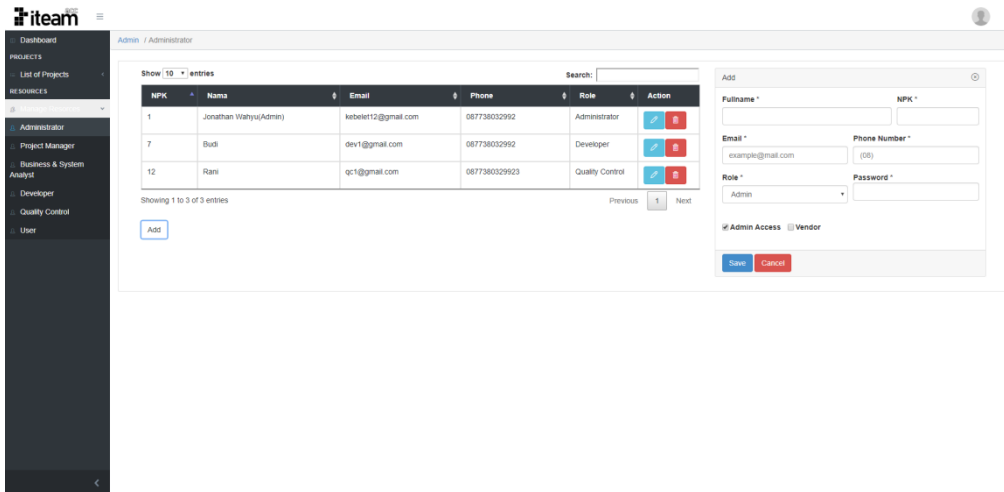 iteam
Dashboard
PROJECTS
List of Projects
RESOURCES
Administrator
Project Manager
Business & System
Analyst
Developer
Quality Control
User
Admin / Administrator
Show 10 entries
Search:
NPK Nama Email Phone Role Action
1 Jonathan Wahyu(Admin) kebelet12@gmail.com 087738032992 Administrator
7 Budi dev1@gmail.com 087738032992 Developer
12 Rani qc1@gmail.com 0877380329923 Quality Control
Showing 1 to 3 of 3 entries
Previous 1 Next
Add
Add
Fullname * NPK *
Email * Phone Number *
example@mail.com (08)
Role * Password *
Admin
Admin Access Vendor
Save Cancel